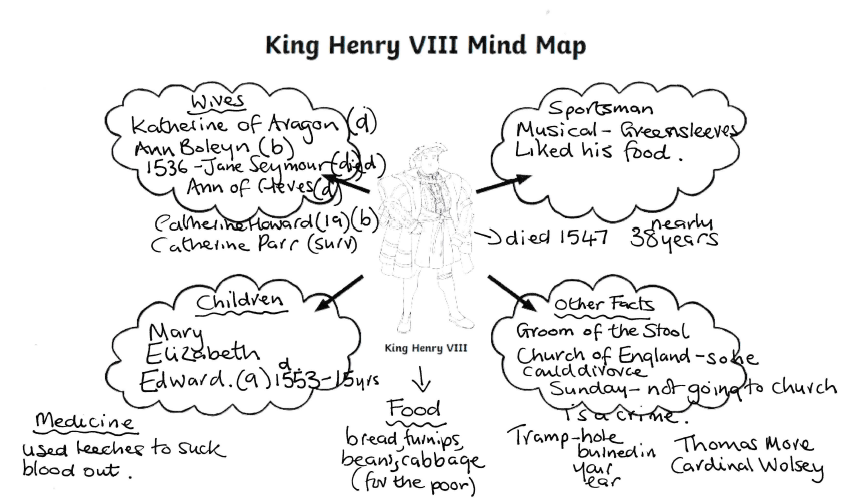 King Henry VIII Mind Map
Wives
Katherine of Aragon (d)
Ann Boleyn (b)
1536 - Jane Seymour (died)
Ann of Cleves (d)
Catherine Howard (19) (b)
Catherine Parr (surv)
Sportsman
Musical - Greensleeves
Liked his food.
died 1547 nearly
38 years
Children
Mary
Elizabeth
Edward. (9) d. 1553 - 15yrs
King Henry VIII
Other Facts
Groom of the Stool
Church of England - so he
could divorce
Sunday - not going to church
is a crime.
Tramp - hole
burned in
your
ear
Thomas More
Cardinal Wolsey
Medicine
used leeches to suck
blood out.
Food
bread, turnips,
beans, cabbage
(for the poor)